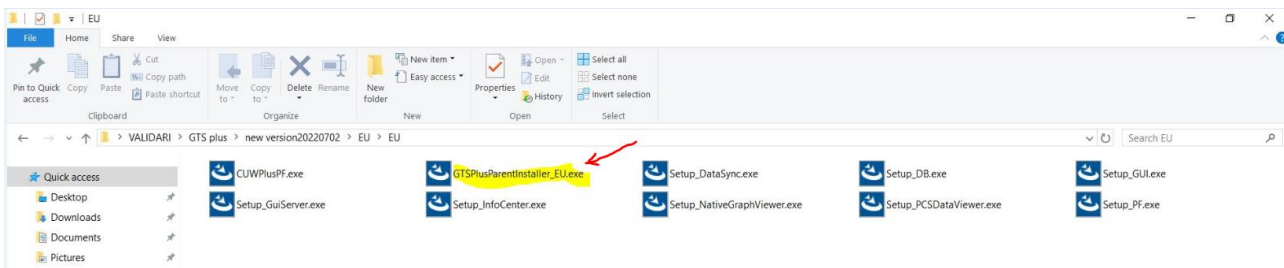 EU
File Home Share View
Pin to Quick access
Copy
Paste
Cut
Copy path
Paste shortcut
Clipboard
Move to
Copy to
Delete
Rename
Organize
New folder
New item
Easy access
New
Properties
Open
Edit
History
Open
Select all
Select none
Invert selection
Select
> VALIDARI > GTS plus > new version20220702 > EU > EU
Search EU
Quick access
Desktop
Downloads
Documents
Pictures
CUWPlusPF.exe
GTSPlusParentInstaller_EU.exe
Setup_DataSync.exe
Setup_DB.exe
Setup_GUI.exe
Setup_GuiServer.exe
Setup_InfoCenter.exe
Setup_NativeGraphViewer.exe
Setup_PCSDataViewer.exe
Setup_PF.exe